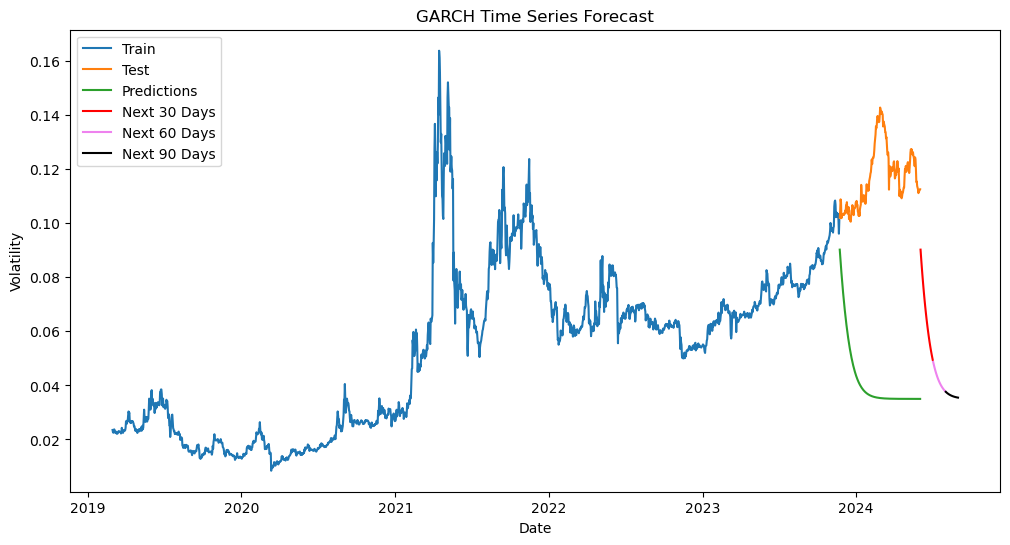 GARCH Time Series Forecast
Train
Test
Predictions
Next 30 Days
Next 60 Days
Next 90 Days
0.16
0.14
0.12
0.10
0.08
0.06
0.04
0.02
Volatility
2019
2020
2021
2022
2023
2024
Date